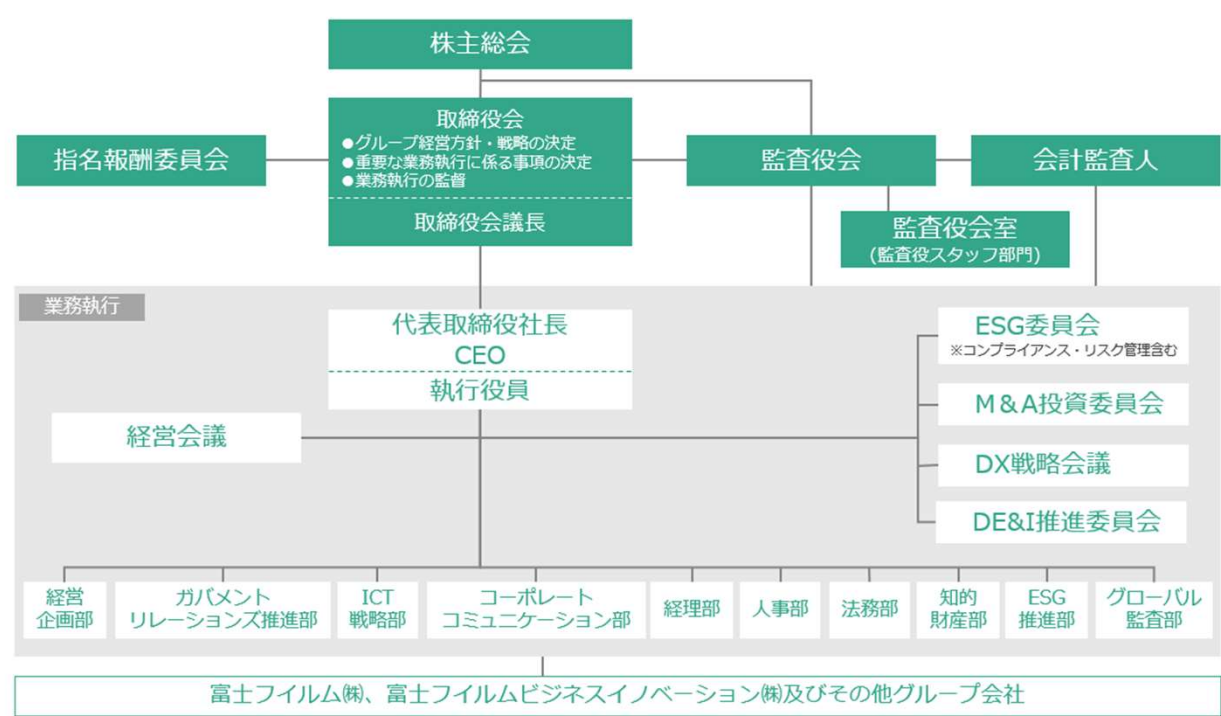 株主総会
取締役会
●グループ経営方針・戦略の決定
●重要な業務執行に係る事項の決定
●業務執行の監督
取締役会議長
指名報酬委員会
監査役会
会計監査人
監査役会室
(監査役スタッフ部門)
業務執行
代表取締役社長
CEO
執行役員
経営会議
ESG委員会
※コンプライアンス・リスク管理含む
M&A投資委員会
DX戦略会議
DE&I推進委員会
経営
企画部
ガバメント
リレーションズ推進部
ICT
戦略部
コーポレート
コミュニケーション部
経理部
人事部
法務部
知的
財産部
ESG
推進部
グローバル
監査部
富士フイルム㈱、富士フイルムビジネスイノベーション㈱及びその他グループ会社